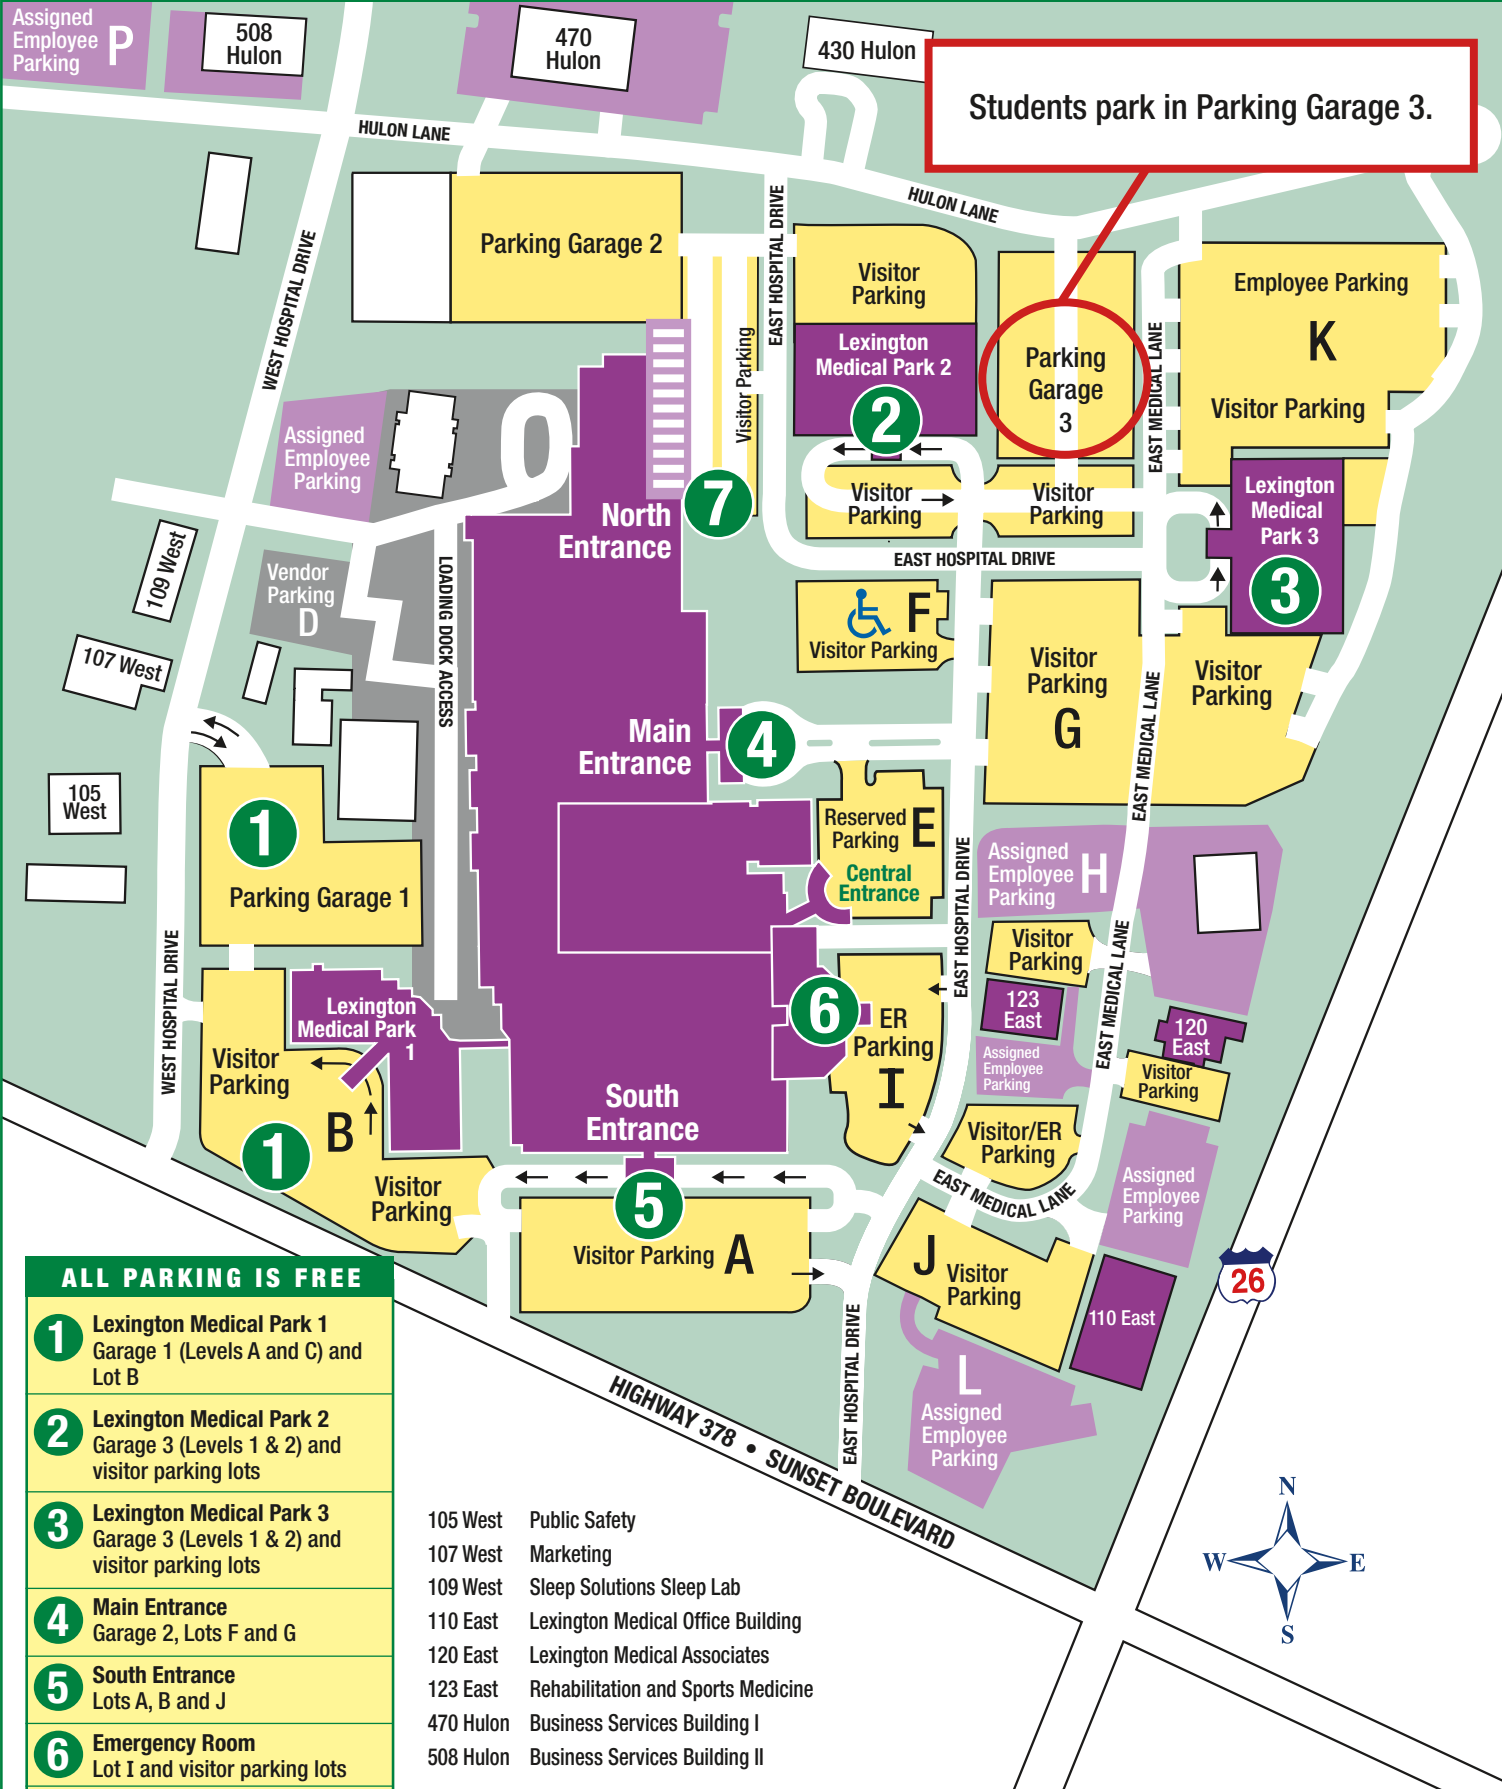 Assigned
Employee
Parking
P
508
Hulon
470
Hulon
430 Hulon
Students park in Parking Garage 3.
HULON LANE
HULON LANE
WEST HOSPITAL DRIVE
Parking Garage 2
EAST HOSPITAL DRIVE
Visitor
Parking
Employee Parking
K
Visitor Parking
Lexington
Medical Park 2
2
Parking
Garage
3
EAST MEDICAL LANE
Visitor Parking
Assigned
Employee
Parking
7
North
Entrance
Visitor
Parking
Visitor
Parking
Lexington
Medical
Park 3
3
EAST HOSPITAL DRIVE
109 West
Vendor
Parking
D
LOADING DOCK ACCESS
F
Visitor Parking
107 West
Visitor
Parking
G
Visitor
Parking
EAST MEDICAL LANE
Main
Entrance
4
105
West
1
Parking Garage 1
Reserved
Parking
E
Central
Entrance
EAST HOSPITAL DRIVE
Assigned
Employee
Parking
H
Visitor
Parking
EAST MEDICAL LANE
WEST HOSPITAL DRIVE
Lexington
Medical Park
1
6
ER
Parking
I
123
East
120
East
Assigned
Employee
Parking
Visitor
Parking
Visitor
Parking
B
1
Visitor
Parking
South
Entrance
5
Visitor/ER
Parking
EAST MEDICAL LANE
Assigned
Employee
Parking
Visitor Parking A
J
Visitor
Parking
110 East
26
EAST HOSPITAL DRIVE
L
Assigned
Employee
Parking
HIGHWAY 378 • SUNSET BOULEVARD
N
W
E
S
ALL PARKING IS FREE
1
Lexington Medical Park 1
Garage 1 (Levels A and C) and
Lot B
2
Lexington Medical Park 2
Garage 3 (Levels 1 & 2) and
visitor parking lots
3
Lexington Medical Park 3
Garage 3 (Levels 1 & 2) and
visitor parking lots
4
Main Entrance
Garage 2, Lots F and G
5
South Entrance
Lots A, B and J
6
Emergency Room
Lot I and visitor parking lots
105 West Public Safety
107 West Marketing
109 West Sleep Solutions Sleep Lab
110 East Lexington Medical Office Building
120 East Lexington Medical Associates
123 East Rehabilitation and Sports Medicine
470 Hulon Business Services Building I
508 Hulon Business Services Building II